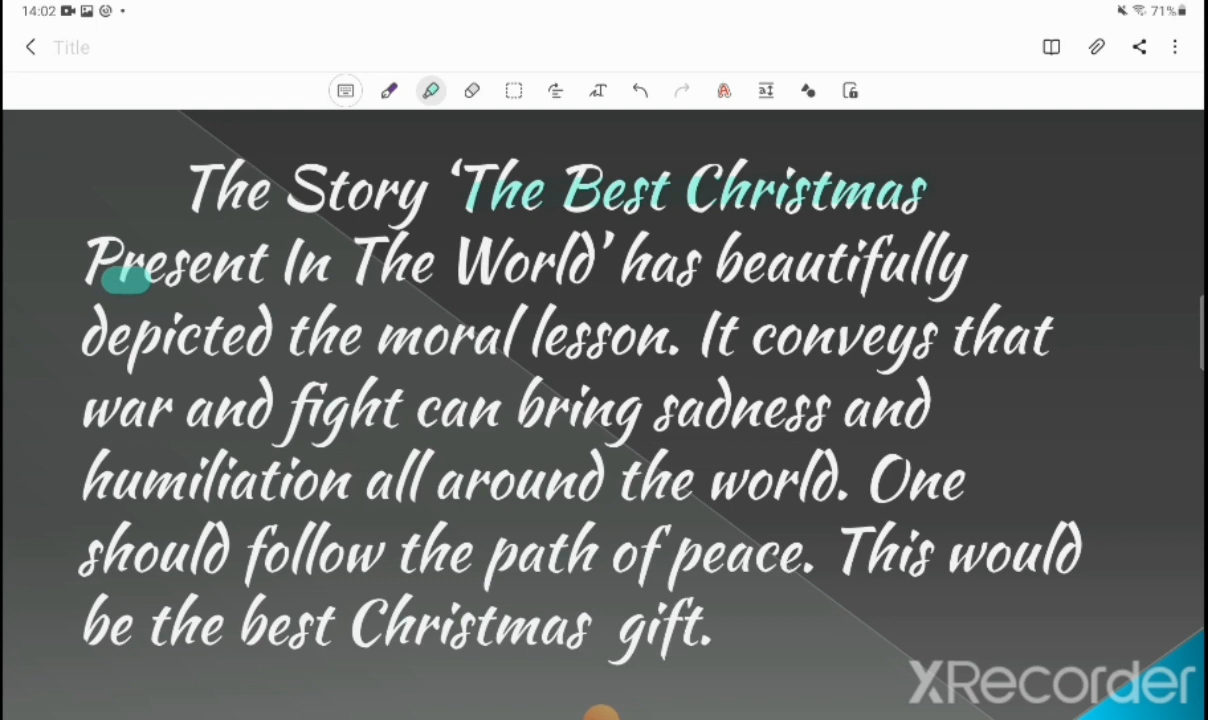 14:02
71%
Title
The Story ‘The Best Christmas
Present In The World’ has beautifully
depicted the moral lesson. It conveys that
war and fight can bring sadness and
humiliation all around the world. One
should follow the path of peace. This would
be the best Christmas gift.
XRecorder